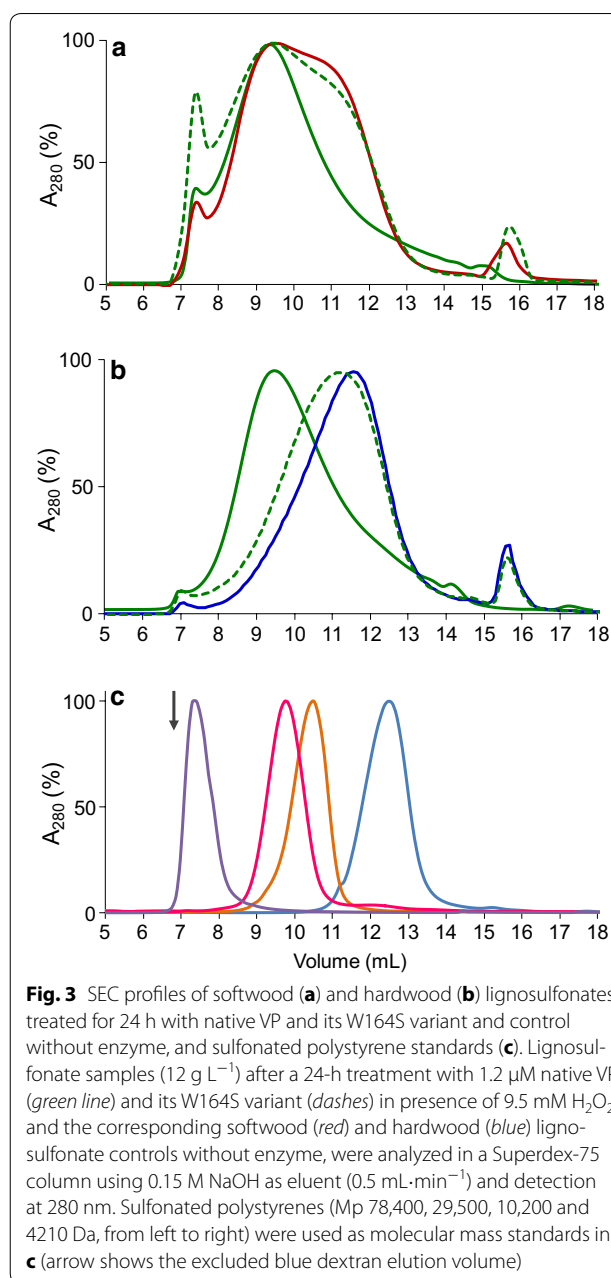 a
100
50
0
A280 (%)
5 6 7 8 9 10 11 12 13 14 15 16 17 18
b
100
50
0
A280 (%)
5 6 7 8 9 10 11 12 13 14 15 16 17 18
c
100
50
0
A280 (%)
5 6 7 8 9 10 11 12 13 14 15 16 17 18
Volume (mL)
Fig. 3 SEC profiles of softwood (a) and hardwood (b) lignosulfonates
treated for 24 h with native VP and its W164S variant and control
without enzyme, and sulfonated polystyrene standards (c). Lignosul-
fonate samples (12 g L−1) after a 24-h treatment with 1.2 µM native VP
(green line) and its W164S variant (dashes) in presence of 9.5 mM H2O2
and the corresponding softwood (red) and hardwood (blue) ligno-
sulfonate controls without enzyme, were analyzed in a Superdex-75
column using 0.15 M NaOH as eluent (0.5 mL·min−1) and detection
at 280 nm. Sulfonated polystyrenes (Mp 78,400, 29,500, 10,200 and
4210 Da, from left to right) were used as molecular mass standards in
c (arrow shows the excluded blue dextran elution volume)